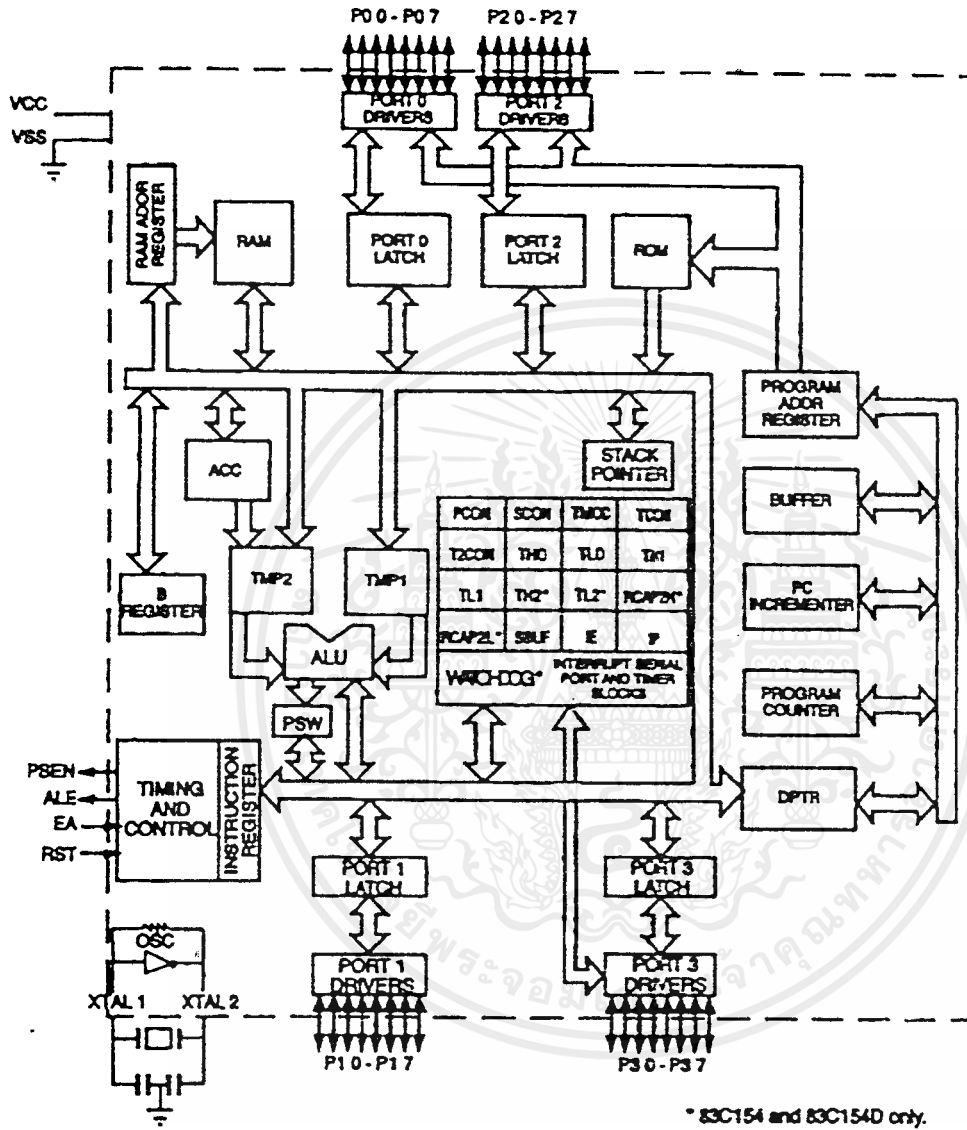 P00-P07 P20-P27
VCC
VSS
PORT 0
DRIVERS
PORT 2
DRIVERS
RAM ADDR
REGISTER
RAM
PORT 0
LATCH
PORT 2
LATCH
ROM
PROGRAM
ADDR
REGISTER
ACC
STACK
POINTER
BUFFER
PCON SCON TMOD TCON
T2CON TH0 TL0 TH1
TL1 TH2* TL2* RCAP2H*
RCAP2L* SBUF IE IP
WATCHDOG*
INTERRUPT SERIAL
PORT AND TIMER
BLOCKS
B
REGISTER
TMP2
TMP1
ALU
PSW
PC
INCREMENTER
PROGRAM
COUNTER
DPTR
PSEN
ALE
EA
RST
TIMING
AND
CONTROL
INSTRUCTION
REGISTER
PORT 1
LATCH
PORT 3
LATCH
OSC
XTAL 1 XTAL 2
PORT 1
DRIVERS
PORT 3
DRIVERS
P10-P17
P30-P37
* 83C154 and 83C154D only.